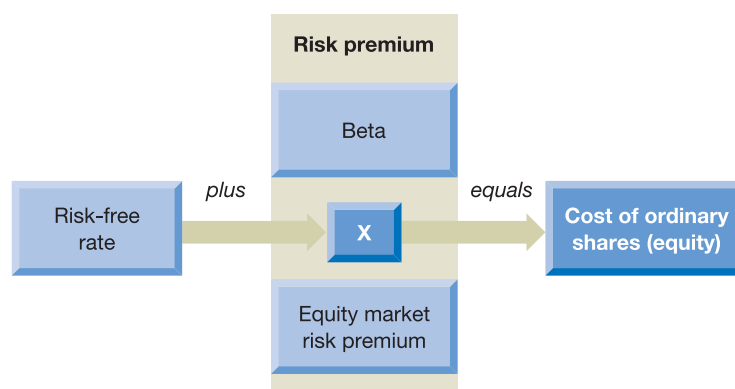 Risk premium
Beta
plus
equals
Risk-free
rate
X
Cost of ordinary
shares (equity)
Equity market
risk premium